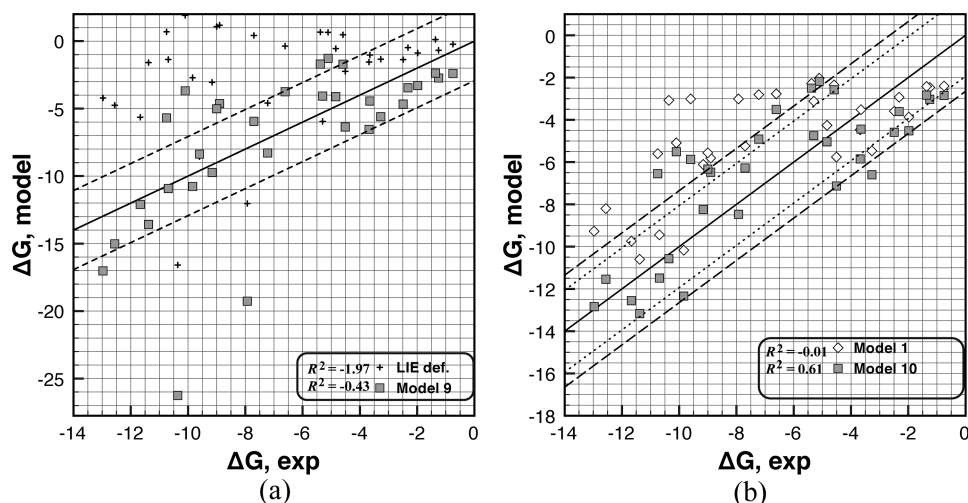 0
-5
-10
-15
-20
-25
ΔG, model
R² = -1.97 + LIE def.
R² = -0.43 Model 9
-14 -12 -10 -8 -6 -4 -2 0
ΔG, exp
(a)
0
-2
-4
-6
-8
-10
-12
-14
-16
-18
ΔG, model
R² = -0.01 Model 1
R² = 0.61 Model 10
-14 -12 -10 -8 -6 -4 -2 0
ΔG, exp
(b)